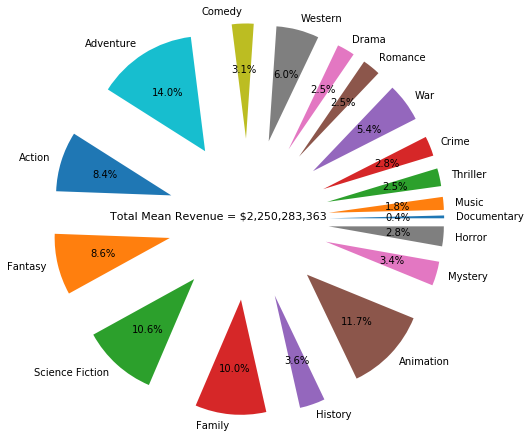 Comedy
3.1%
Western
6.0%
Drama
2.5%
Romance
2.5%
War
5.4%
Crime
2.8%
Thriller
2.5%
Music
1.8%
Documentary
0.4%
Horror
2.8%
Mystery
3.4%
Animation
11.7%
History
3.6%
Family
10.0%
Science Fiction
10.6%
Fantasy
8.6%
Action
8.4%
Adventure
14.0%
Total Mean Revenue = $2,250,283,363